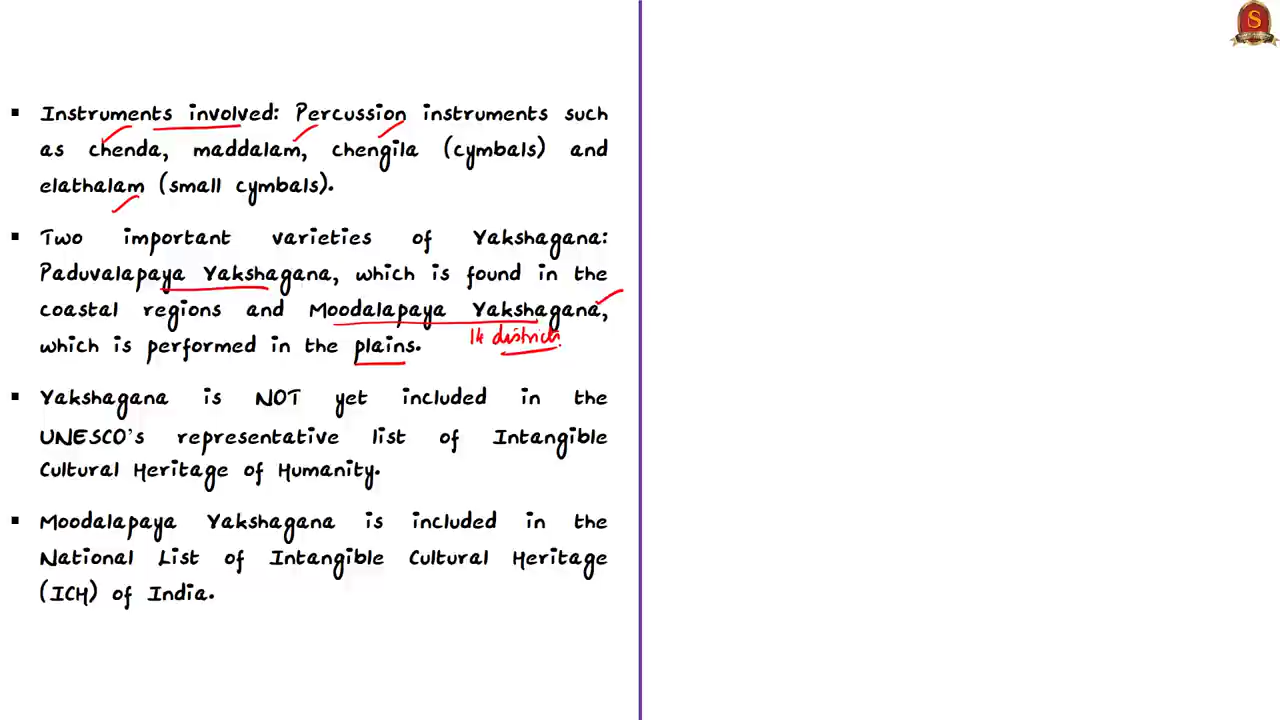 S
▪ Instruments involved: Percussion instruments such
as chenda, maddalam, chengila (cymbals) and
elathalam (small cymbals).
▪ Two important varieties of Yakshagana:
Paduvalapaya Yakshagana, which is found in the
coastal regions and Moodalapaya Yakshagana,
14 districts
which is performed in the plains.
▪ Yakshagana is NOT yet included in the
UNESCO's representative list of Intangible
Cultural Heritage of Humanity.
▪ Moodalapaya Yakshagana is included in the
National List of Intangible Cultural Heritage
(ICH) of India.